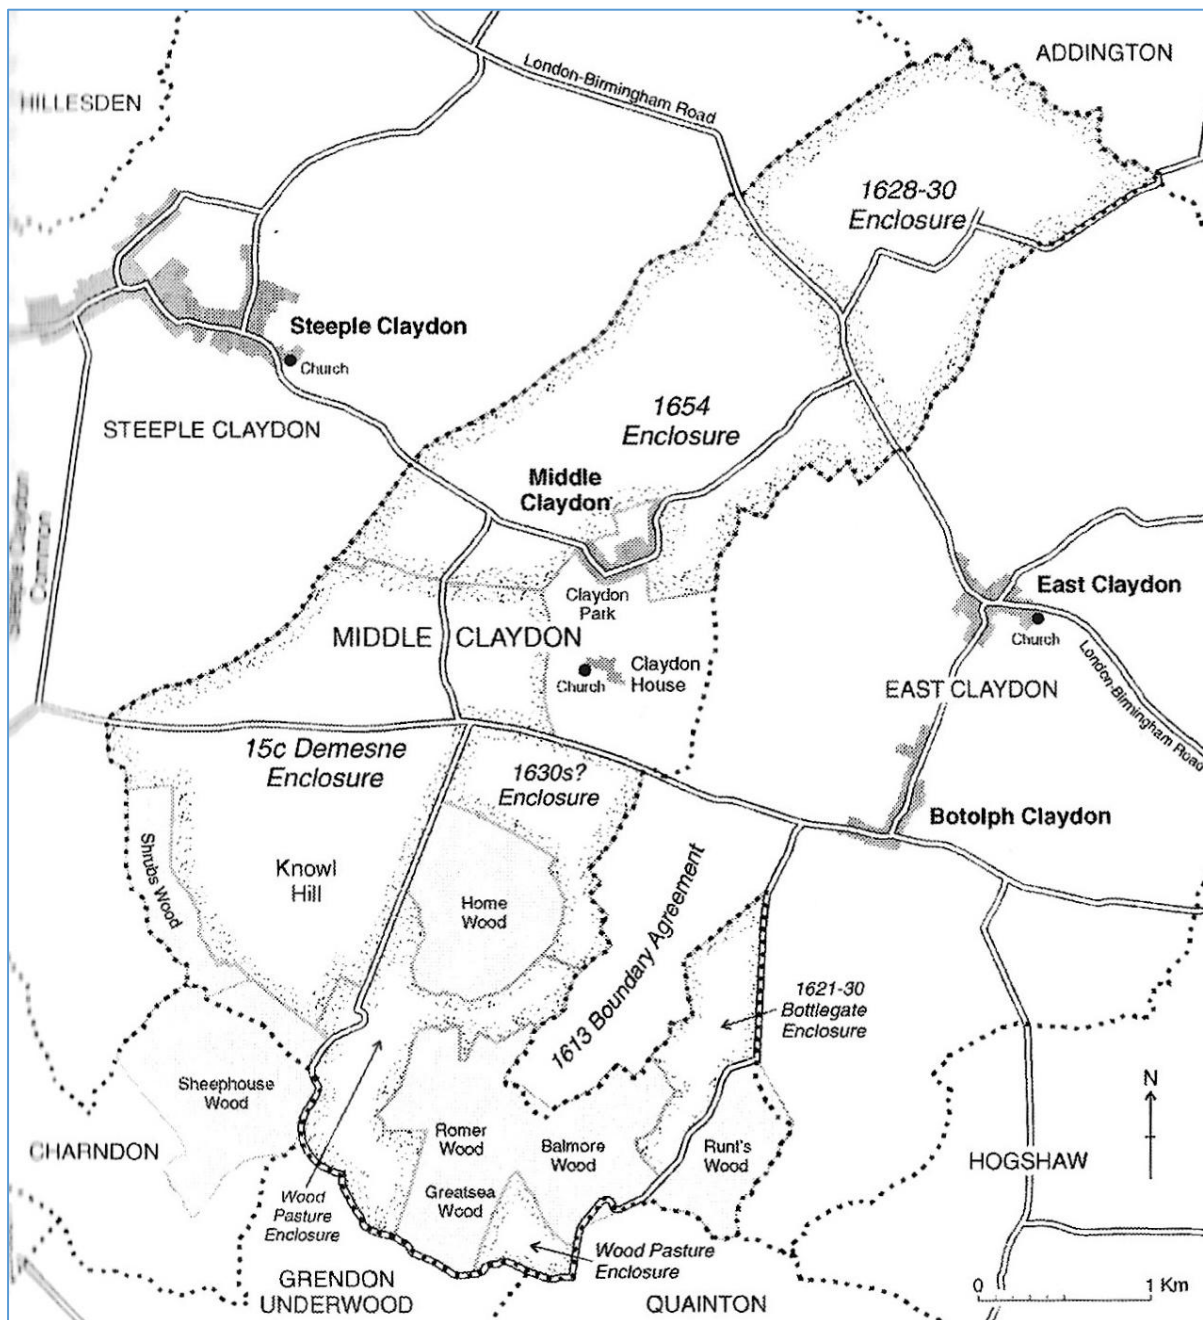 ADDINGTON
HILLESDEN
London-Birmingham Road
1628-30
Enclosure
Steeple Claydon
Church
STEEPLE CLAYDON
1654
Enclosure
Middle
Claydon
Steeple Claydon
Common
East Claydon
Church
Claydon
Park
MIDDLE CLAYDON
Claydon
House
Church
EAST CLAYDON
London-Birmingham Road
15c Demesne
Enclosure
1630s?
Enclosure
Botolph Claydon
Shrubs Wood
Knowl
Hill
Home
Wood
1613 Boundary Agreement
1621-30
Bottlegate
Enclosure
Sheephouse
Wood
N
CHARNDON
Romer
Wood
Balmore
Wood
Runt's
Wood
HOGSHAW
Greatsea
Wood
Wood
Pasture
Enclosure
Wood Pasture
Enclosure
GRENDON
UNDERWOOD
QUAINTON
0 1 Km